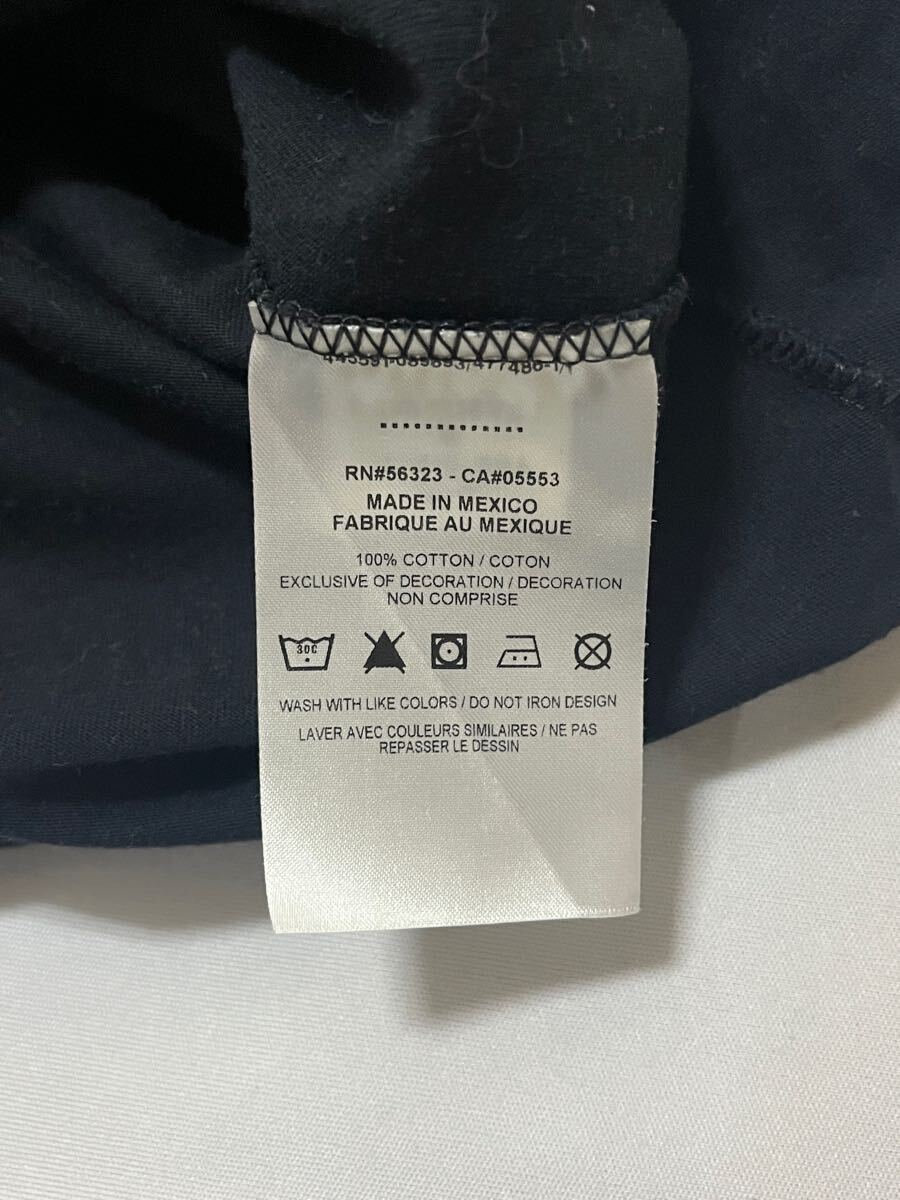 RN#56323 - CA#05553
MADE IN MEXICO
FABRIQUE AU MEXIQUE
100% COTTON / COTON
EXCLUSIVE OF DECORATION / DECORATION
NON COMPRISE
30C
WASH WITH LIKE COLORS / DO NOT IRON DESIGN
LAVER AVEC COULEURS SIMILAIRES / NE PAS
REPASSER LE DESSIN